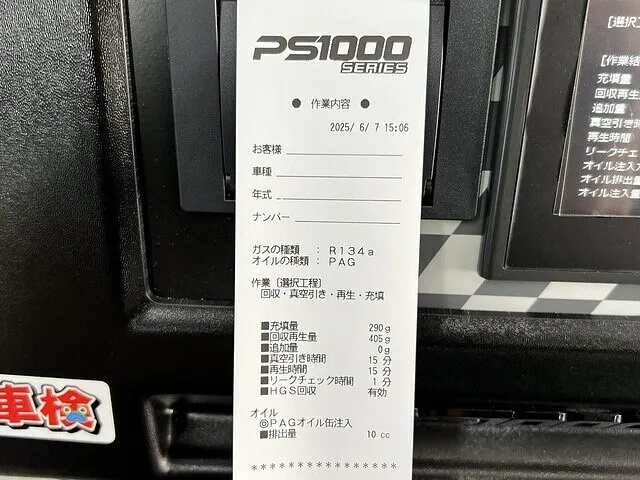 PS1000
SERIES
● 作業内容 ●
2025/ 6/ 7 15:06
お客様
車種
年式
ナンバー
ガスの種類 : R134a
オイルの種類 : PAG
作業 [選択工程]
回収・真空引き・再生・充填
■充填量 290g
■回収再生量 405g
■追加量 0g
■真空引き時間 15 分
■再生時間 15 分
■リークチェック時間 1 分
■HGS回収 有効
オイル
@PAGオイル缶注入
■排出量 10 cc
****************
車検
[選択
[作業結
充填量
回収再生
追加量
真空引き時
再生時間
リークチェ
オイル注入
オイル排出量
オイル注入量